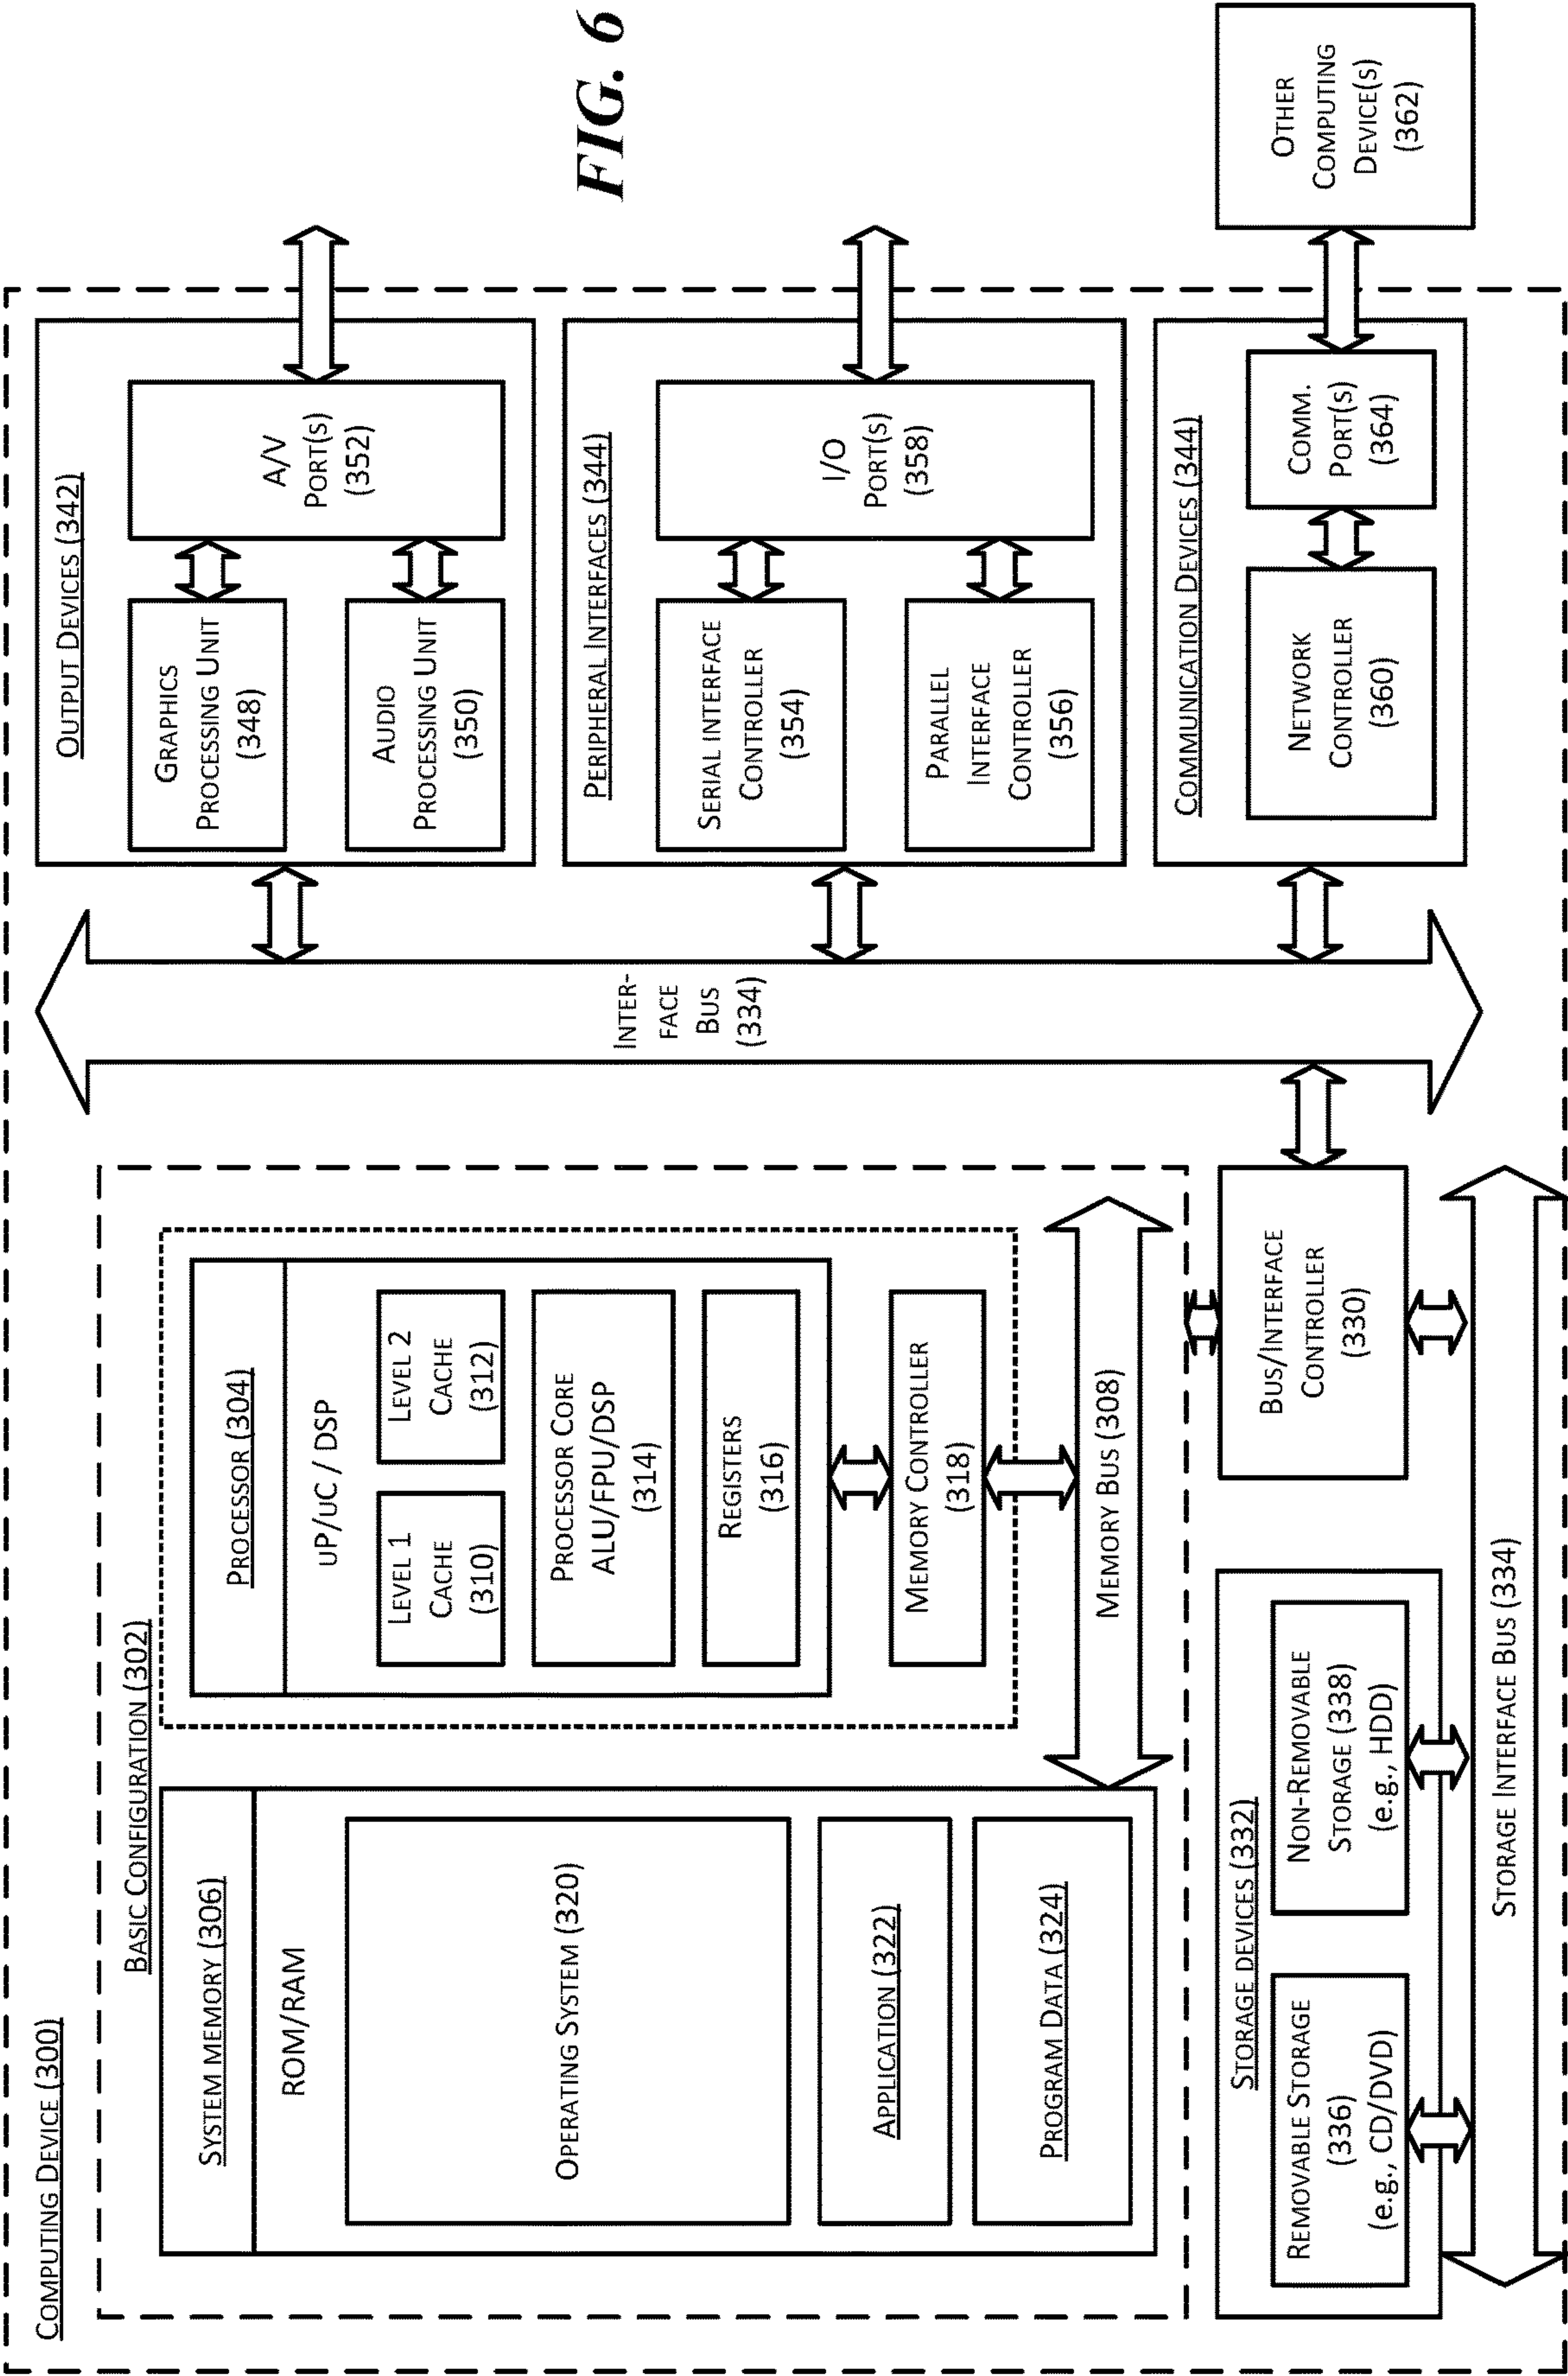 COMPUTING DEVICE (300)
BASIC CONFIGURATION (302)
SYSTEM MEMORY (306)
ROM/RAM
OPERATING SYSTEM (320)
APPLICATION (322)
PROGRAM DATA (324)
PROCESSOR (304)
UP/UC / DSP
LEVEL 1
CACHE
(310)
LEVEL 2
CACHE
(312)
PROCESSOR CORE
ALU/FPU/DSP
(314)
REGISTERS
(316)
MEMORY CONTROLLER
(318)
MEMORY BUS (308)
STORAGE DEVICES (332)
REMOVABLE STORAGE
(336)
(e.g., CD/DVD)
NON-REMOVABLE
STORAGE (338)
(e.g., HDD)
STORAGE INTERFACE BUS (334)
BUS/INTERFACE
CONTROLLER
(330)
INTER-
FACE
BUS
(334)
OUTPUT DEVICES (342)
GRAPHICS
PROCESSING UNIT
(348)
AUDIO
PROCESSING UNIT
(350)
A/V
PORT(S)
(352)
PERIPHERAL INTERFACES (344)
SERIAL INTERFACE
CONTROLLER
(354)
PARALLEL
INTERFACE
CONTROLLER
(356)
I/O
PORT(S)
(358)
COMMUNICATION DEVICES (344)
NETWORK
CONTROLLER
(360)
COMM.
PORT(S)
(364)
OTHER
COMPUTING
DEVICE(S)
(362)
FIG. 6